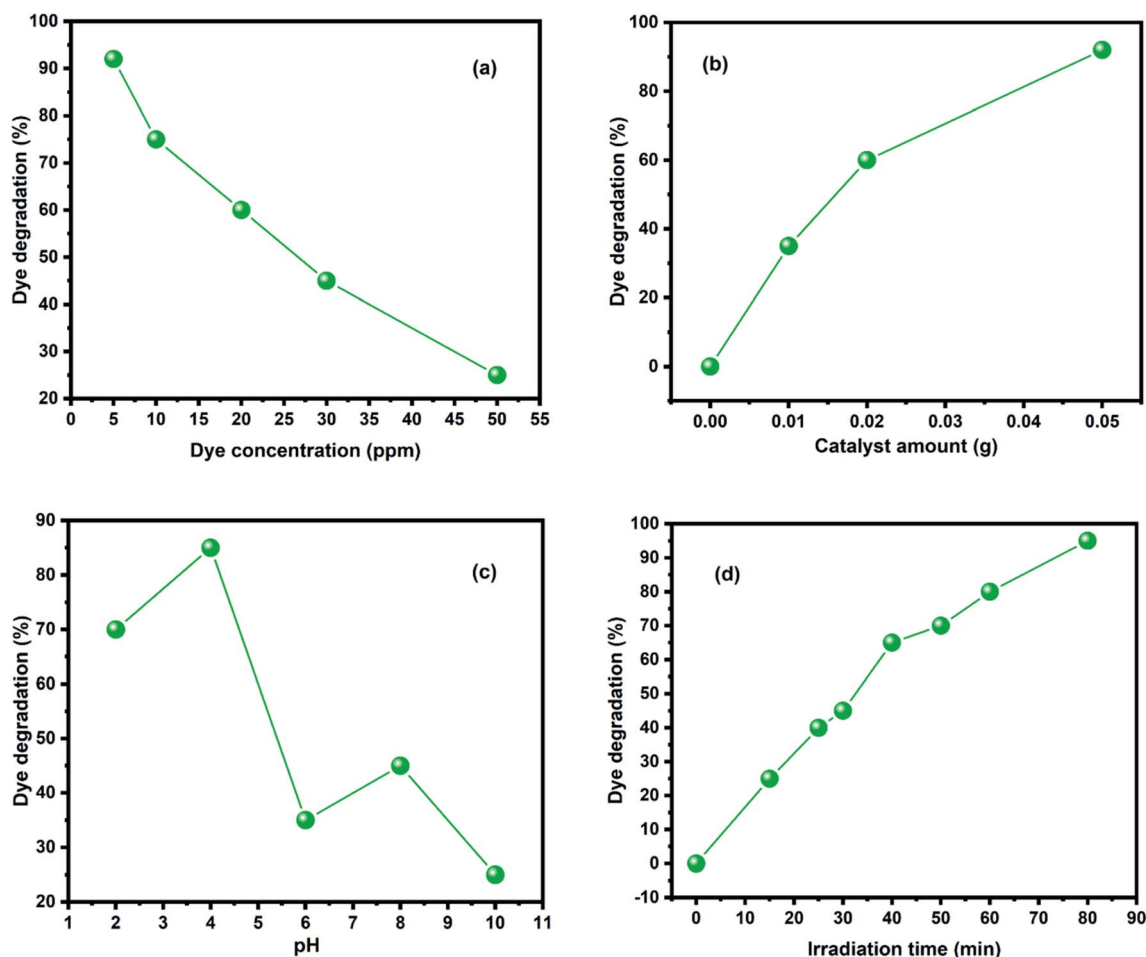 100
90
80
70
60
50
40
30
20
Dye degradation (%)
(a)
0 5 10 15 20 25 30 35 40 45 50 55
Dye concentration (ppm)
100
80
60
40
20
0
Dye degradation (%)
(b)
0.00 0.01 0.02 0.03 0.04 0.05
Catalyst amount (g)
90
80
70
60
50
40
30
20
Dye degradation (%)
(c)
1 2 3 4 5 6 7 8 9 10 11
pH
100
90
80
70
60
50
40
30
20
10
0
-10
Dye degradation (%)
(d)
0 10 20 30 40 50 60 70 80 90
Irradiation time (min)